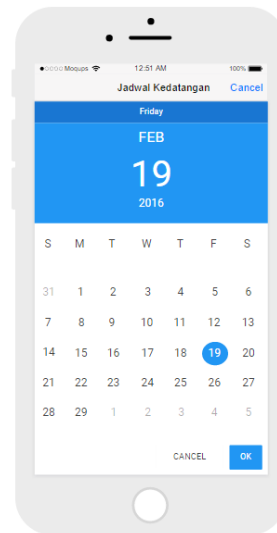 Moqups 12:51 AM 100%
Jadwal Kedatangan Cancel
Friday
FEB
19
2016
S M T W T F S
31 1 2 3 4 5 6
7 8 9 10 11 12 13
14 15 16 17 18 19 20
21 22 23 24 25 26 27
28 29 1 2 3 4 5
CANCEL OK